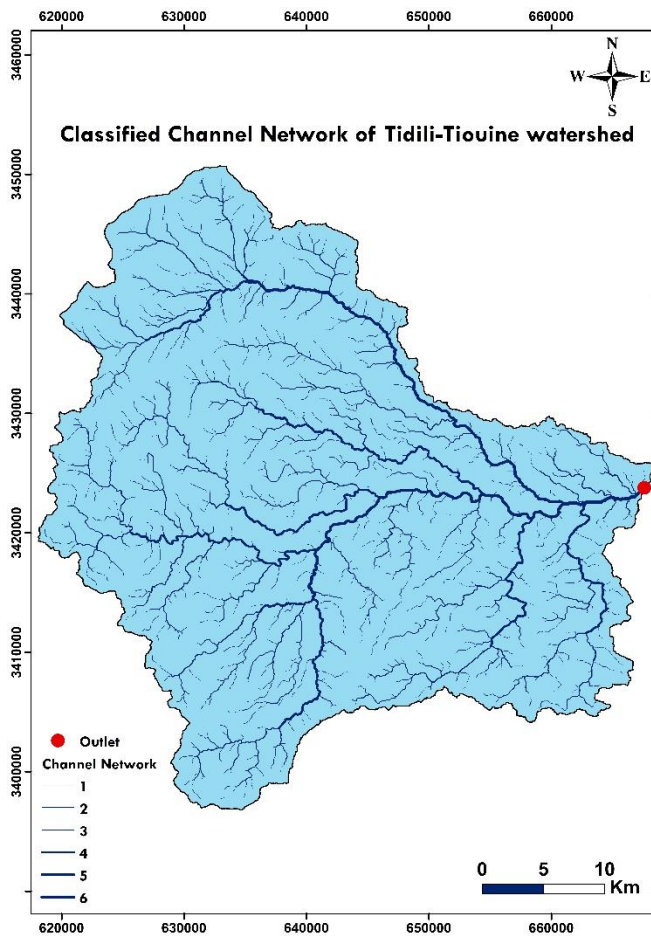 620000 630000 640000 650000 660000
3460000
N
W E
S
Classified Channel Network of Tidili-Tiouine watershed
3450000
3440000
3430000
3420000
3410000
3400000
Outlet
Channel Network
1
2
3
4
5
6
0 5 10
Km
620000 630000 640000 650000 660000